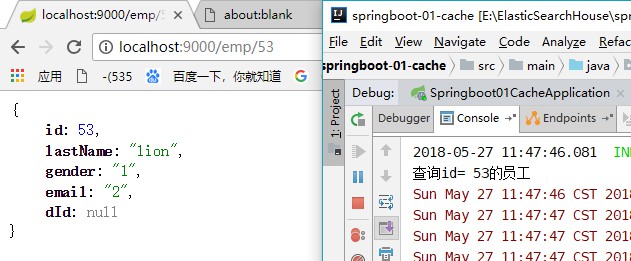 localhost:9000/emp/5
about:blank
localhost:9000/emp/53
应用
-(535
百度一下，你就知道
G
{
id: 53,
lastName: "lion",
gender: "1",
email: "2",
dId: null
}
springboot-01-cache [E:\ElasticSearchHouse\spr
File Edit View Navigate Code Analyze Refact
springboot-01-cache
src
main
java
1: Project
Debug:
Springboot01CacheApplication
Debugger
Console
Endpoints
2018-05-27 11:47:46.081 INF
查询id= 53的员工
Sun May 27 11:47:46 CST 2018
Sun May 27 11:47:47 CST 2018
Sun May 27 11:47:47 CST 2018
Sun May 27 11:47:47 CST 2018